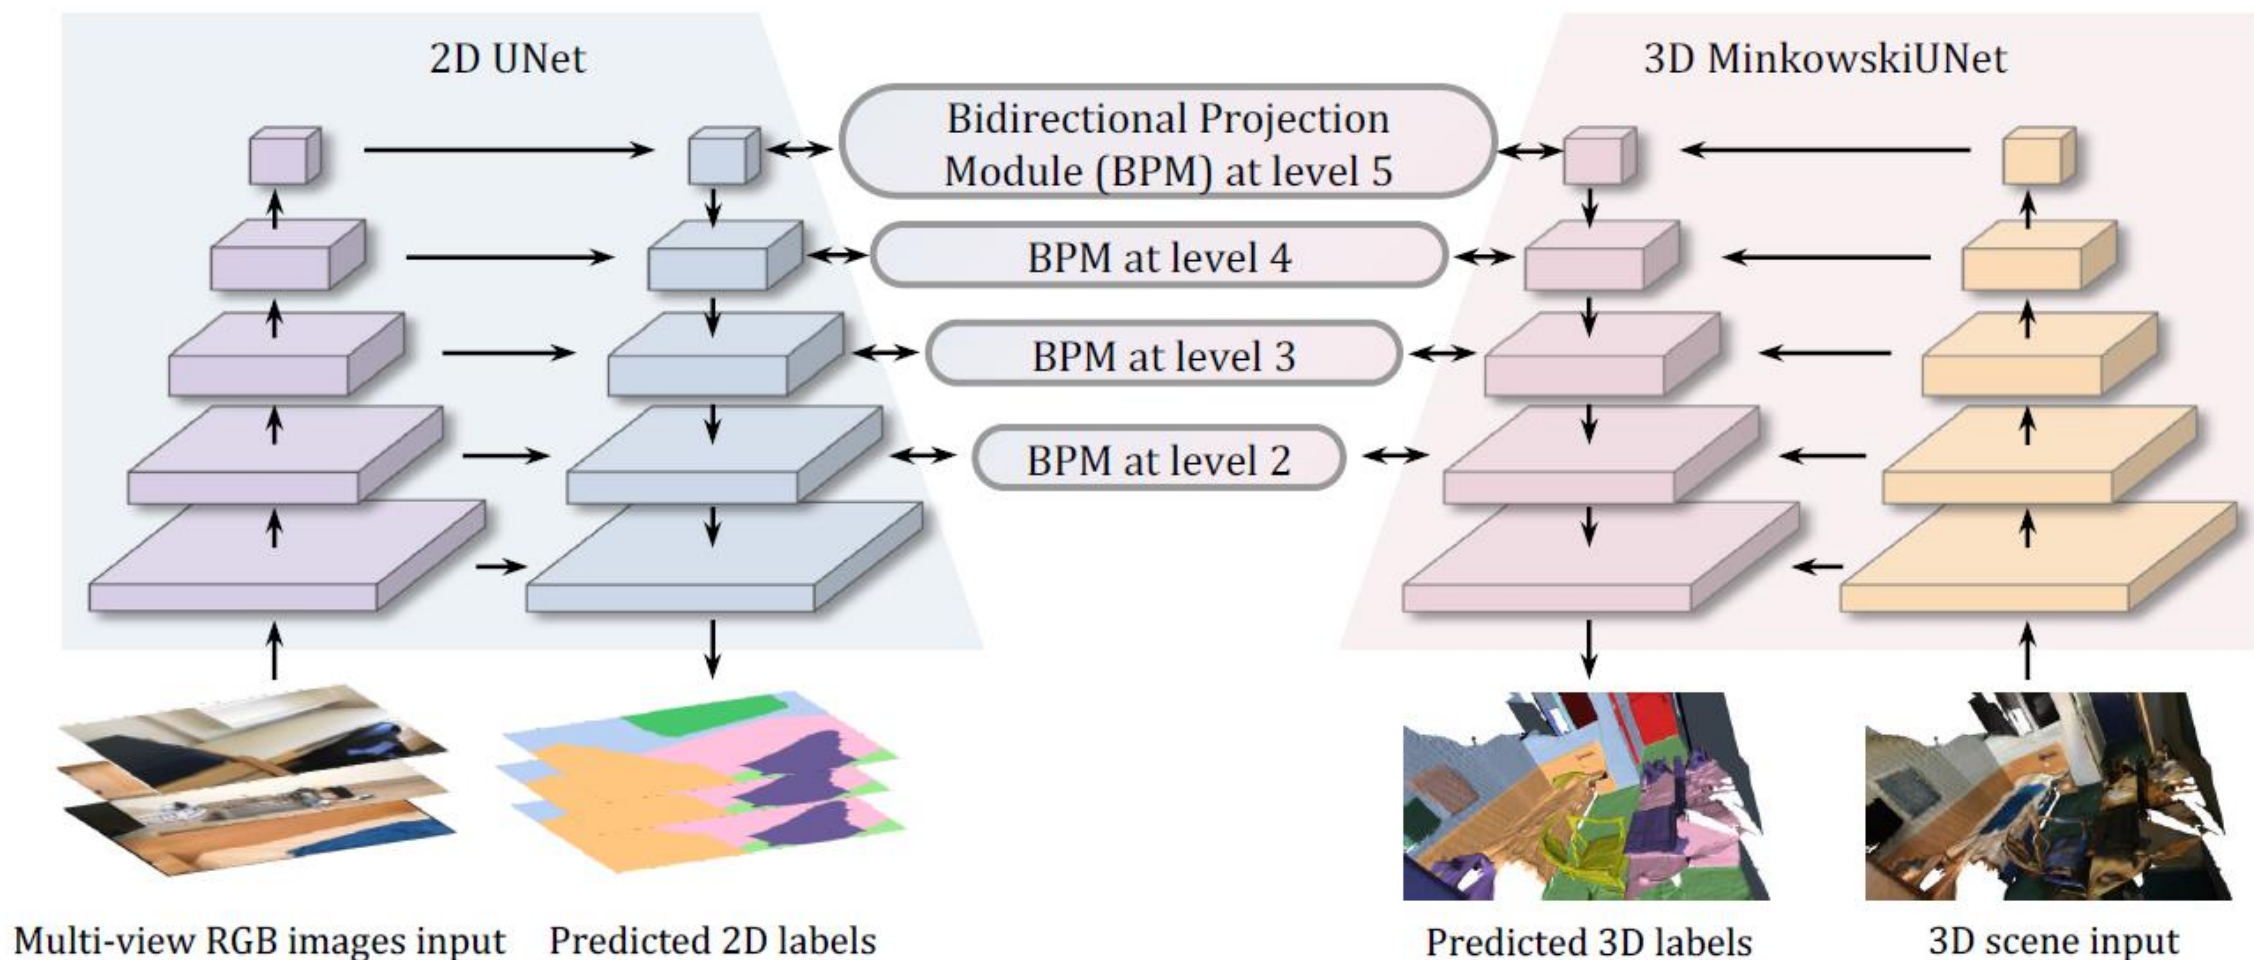 2D UNet
3D MinkowskiUNet
Bidirectional Projection
Module (BPM) at level 5
BPM at level 4
BPM at level 3
BPM at level 2
Multi-view RGB images input
Predicted 2D labels
Predicted 3D labels
3D scene input